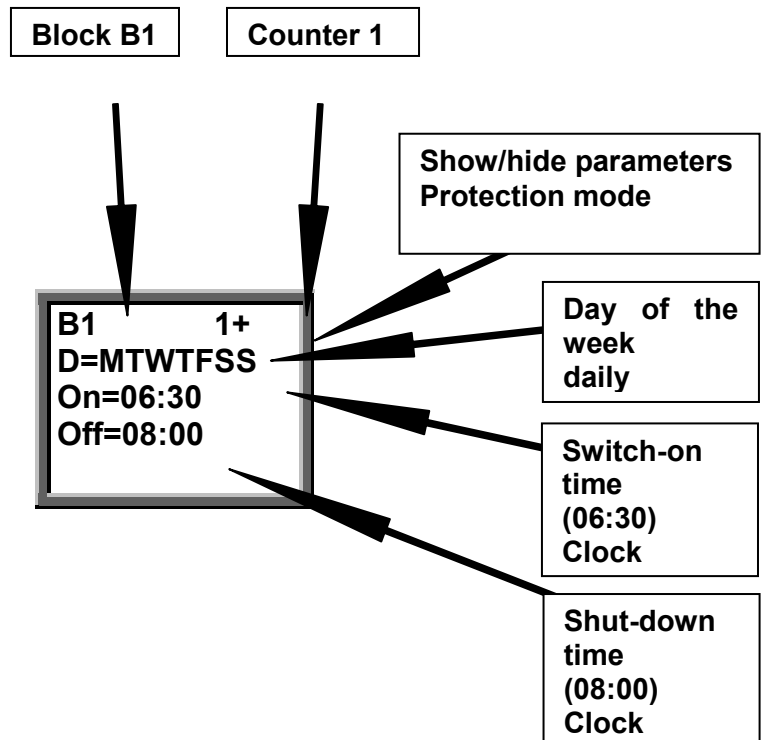 Block B1
Counter 1
Show/hide parameters
Protection mode
B1 1+
D=MTWTFSS
On=06:30
Off=08:00
Day of the
week
daily
Switch-on
time
(06:30)
Clock
Shut-down
time
(08:00)
Clock